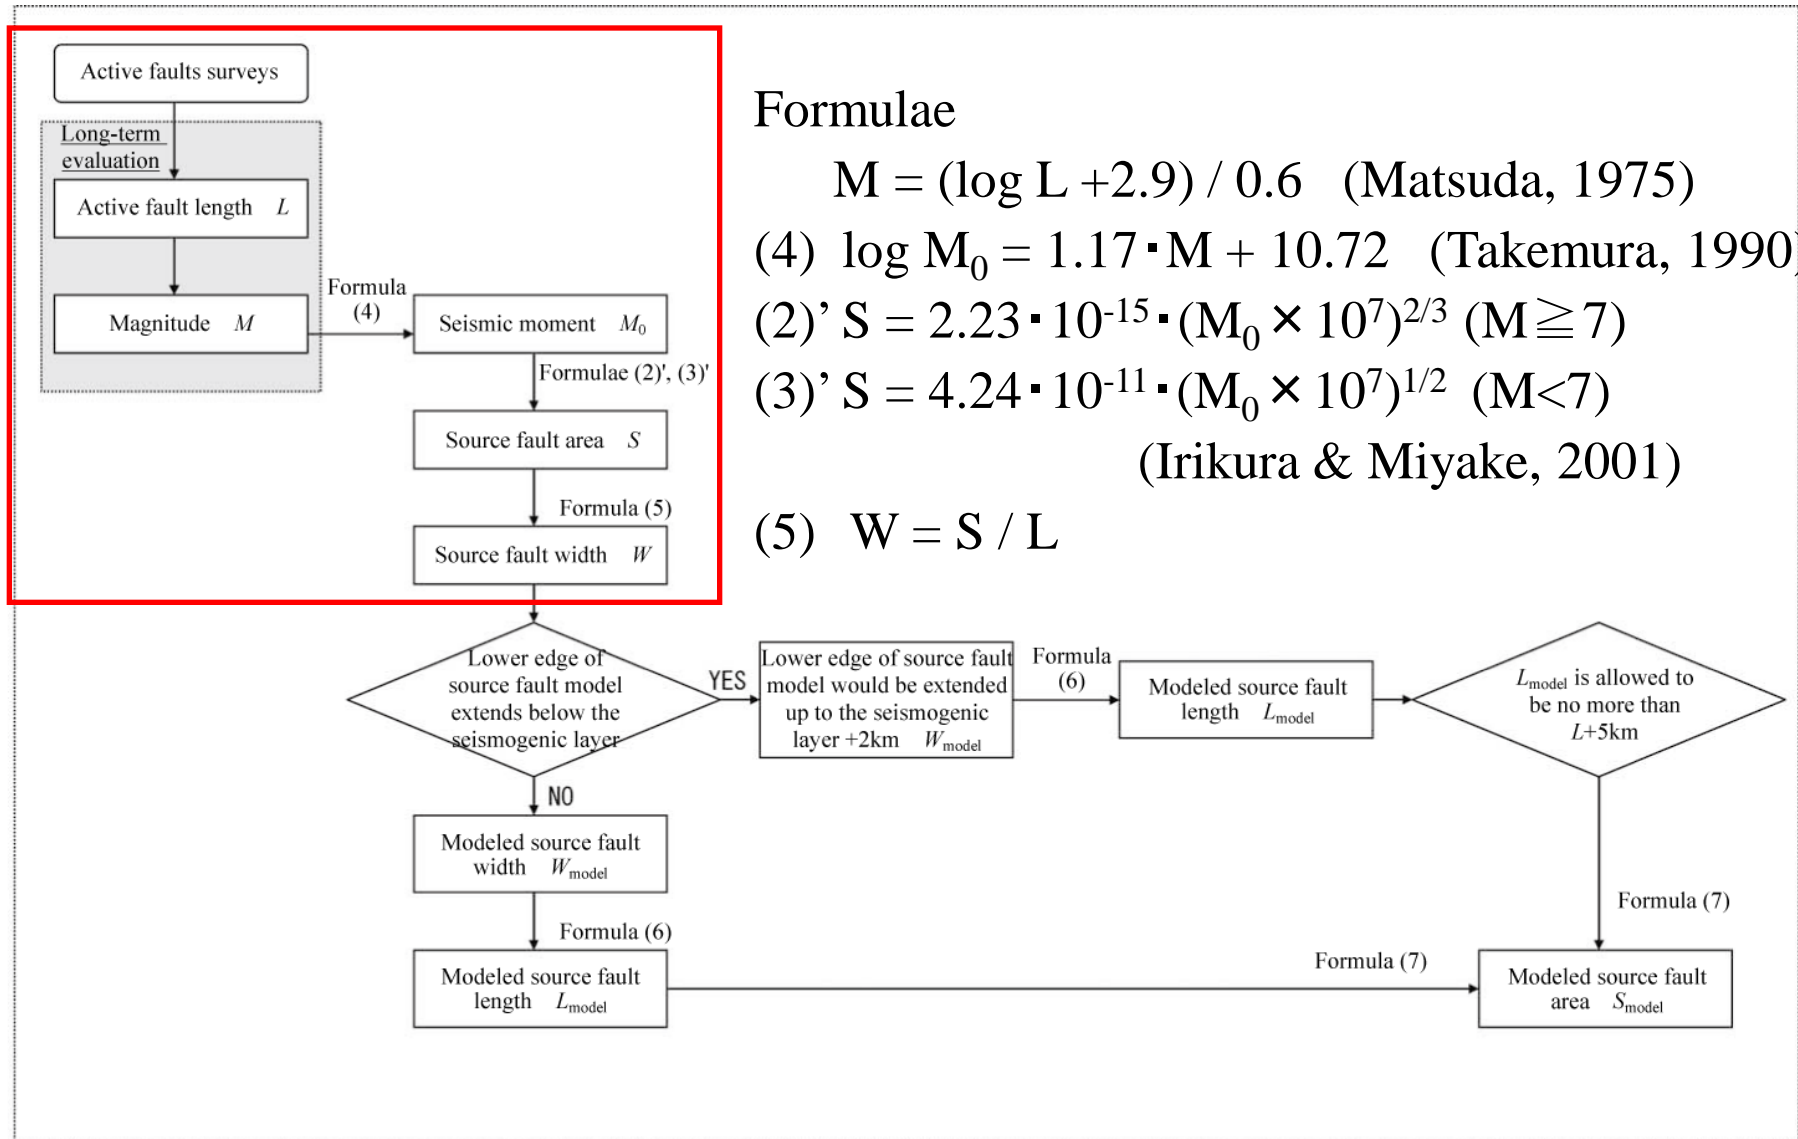 Active faults surveys
Long-term
evaluation
Active fault length L
Magnitude M
Formula
(4)
Seismic moment M₀
Formulae (2)', (3)'
Source fault area S
Formula (5)
Source fault width W
Formulae
M = (log L +2.9) / 0.6 (Matsuda, 1975)
(4) log M₀ = 1.17･M + 10.72 (Takemura, 1990)
(2)’ S = 2.23･10⁻¹⁵･(M₀ × 10⁷)²/³ (M≧7)
(3)’ S = 4.24･10⁻¹¹･(M₀ × 10⁷)¹/² (M<7)
(Irikura & Miyake, 2001)
(5) W = S / L
Lower edge of
source fault model
extends below the
seismogenic layer
YES
Lower edge of source fault
model would be extended
up to the seismogenic
layer +2km W model
Formula
(6)
Modeled source fault
length L model
L model is allowed to
be no more than
L+5km
NO
Modeled source fault
width W model
Formula (6)
Modeled source fault
length L model
Formula (7)
Formula (7)
Modeled source fault
area S model